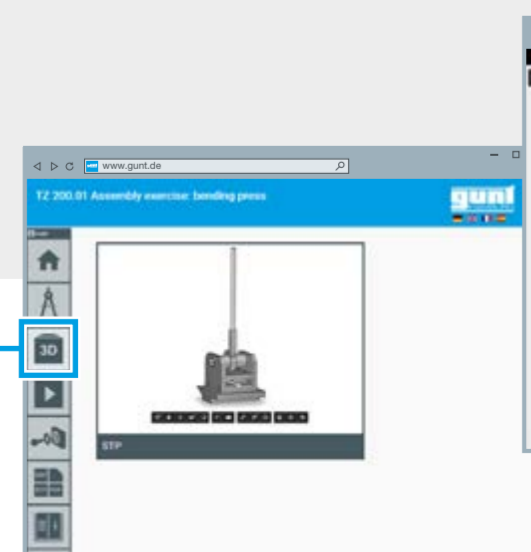 www.gunt.de
TZ 200.01 Assembly exercise: bending press
gunt
3D
STP